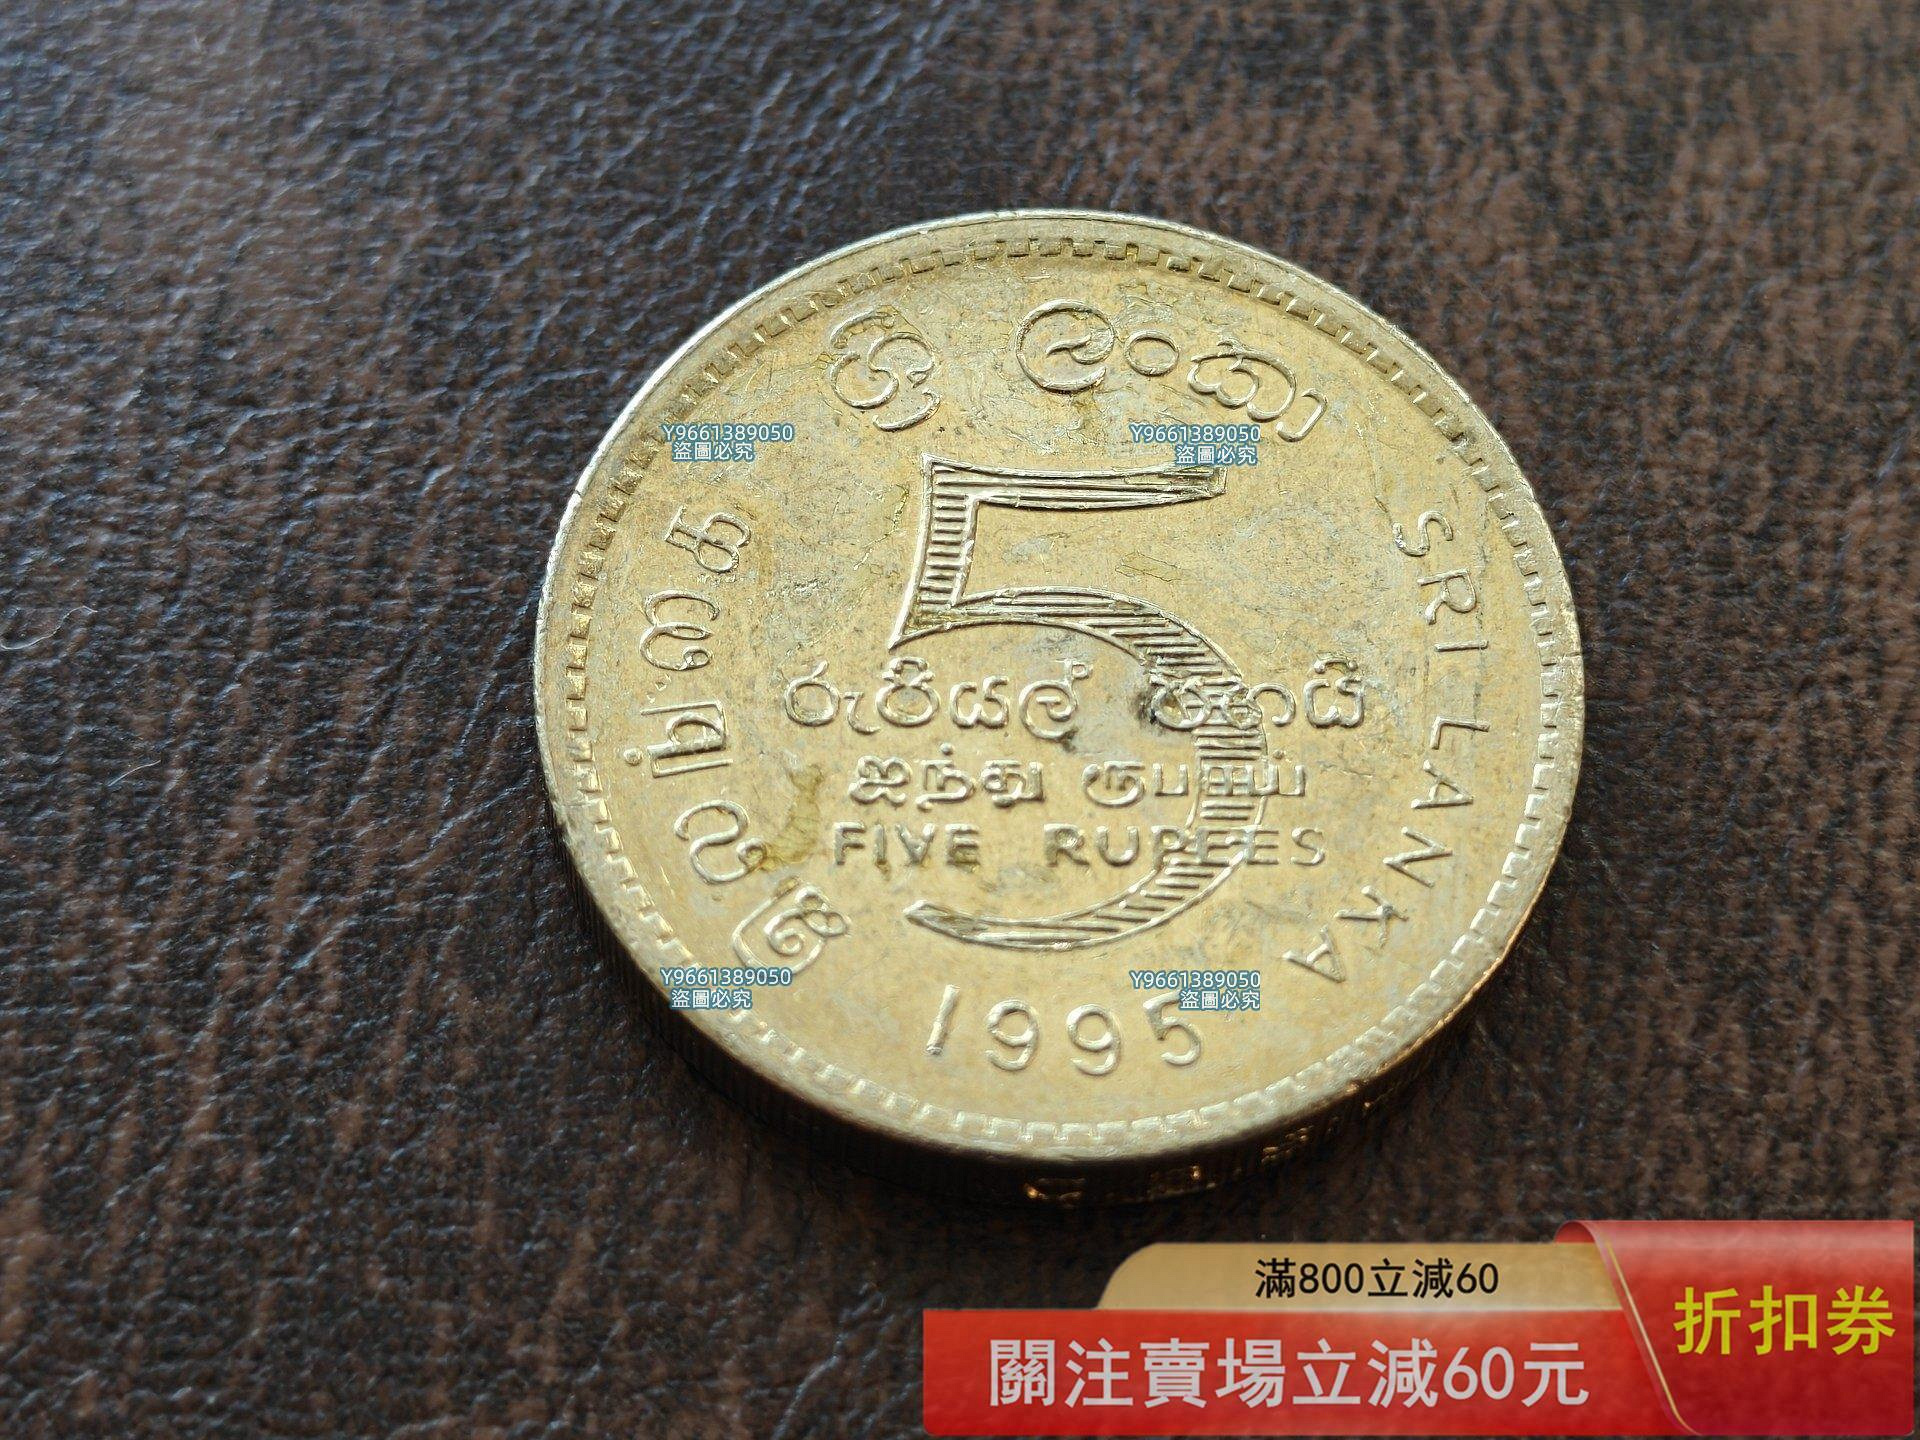 ශ්‍රී ලංකා
Y9661389050
盜圖必究
Y9661389050
盜圖必究
5
இலங்கை
SRI LANKA
රුපියල් පහයි
ஐந்து ரூபாய்
FIVE RUPEES
Y9661389050
盜圖必究
Y9661389050
盜圖必究
1995
滿800立減60
關注賣場立減60元
折扣券